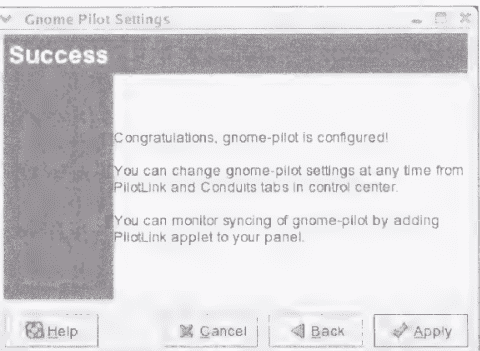 Gnome Pilot Settings
Success
Congratulations, gnome-pilot is configured!
You can change gnome-pilot settings at any time from
PilotLink and Conduits tabs in control center.
You can monitor syncing of gnome-pilot by adding
PilotLink applet to your panel.
Help Cancel Back Apply